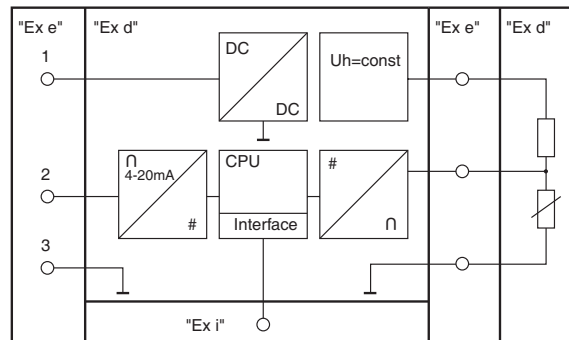 "Ex e" "Ex d" "Ex e" "Ex d"
1
DC
DC
Uh=const
2
∩
4-20mA
#
CPU
Interface
#
∩
3
"Ex i"